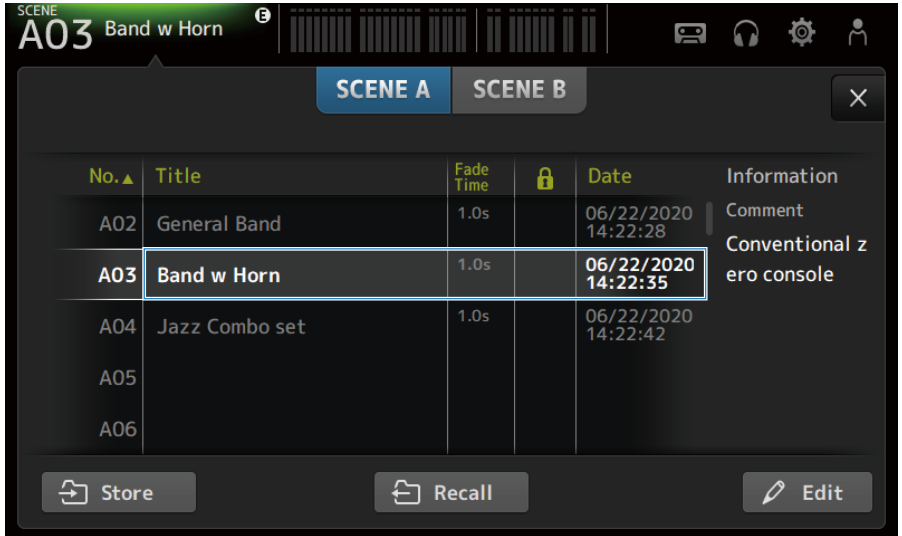 SCENE
A03 Band w Horn E
SCENE A SCENE B
No. Title Fade Time Date Information
A02 General Band 1.0s 06/22/2020 14:22:28
Comment
Conventional z
ero console
A03 Band w Horn 1.0s 06/22/2020 14:22:35
A04 Jazz Combo set 1.0s 06/22/2020 14:22:42
A05
A06
Store Recall Edit